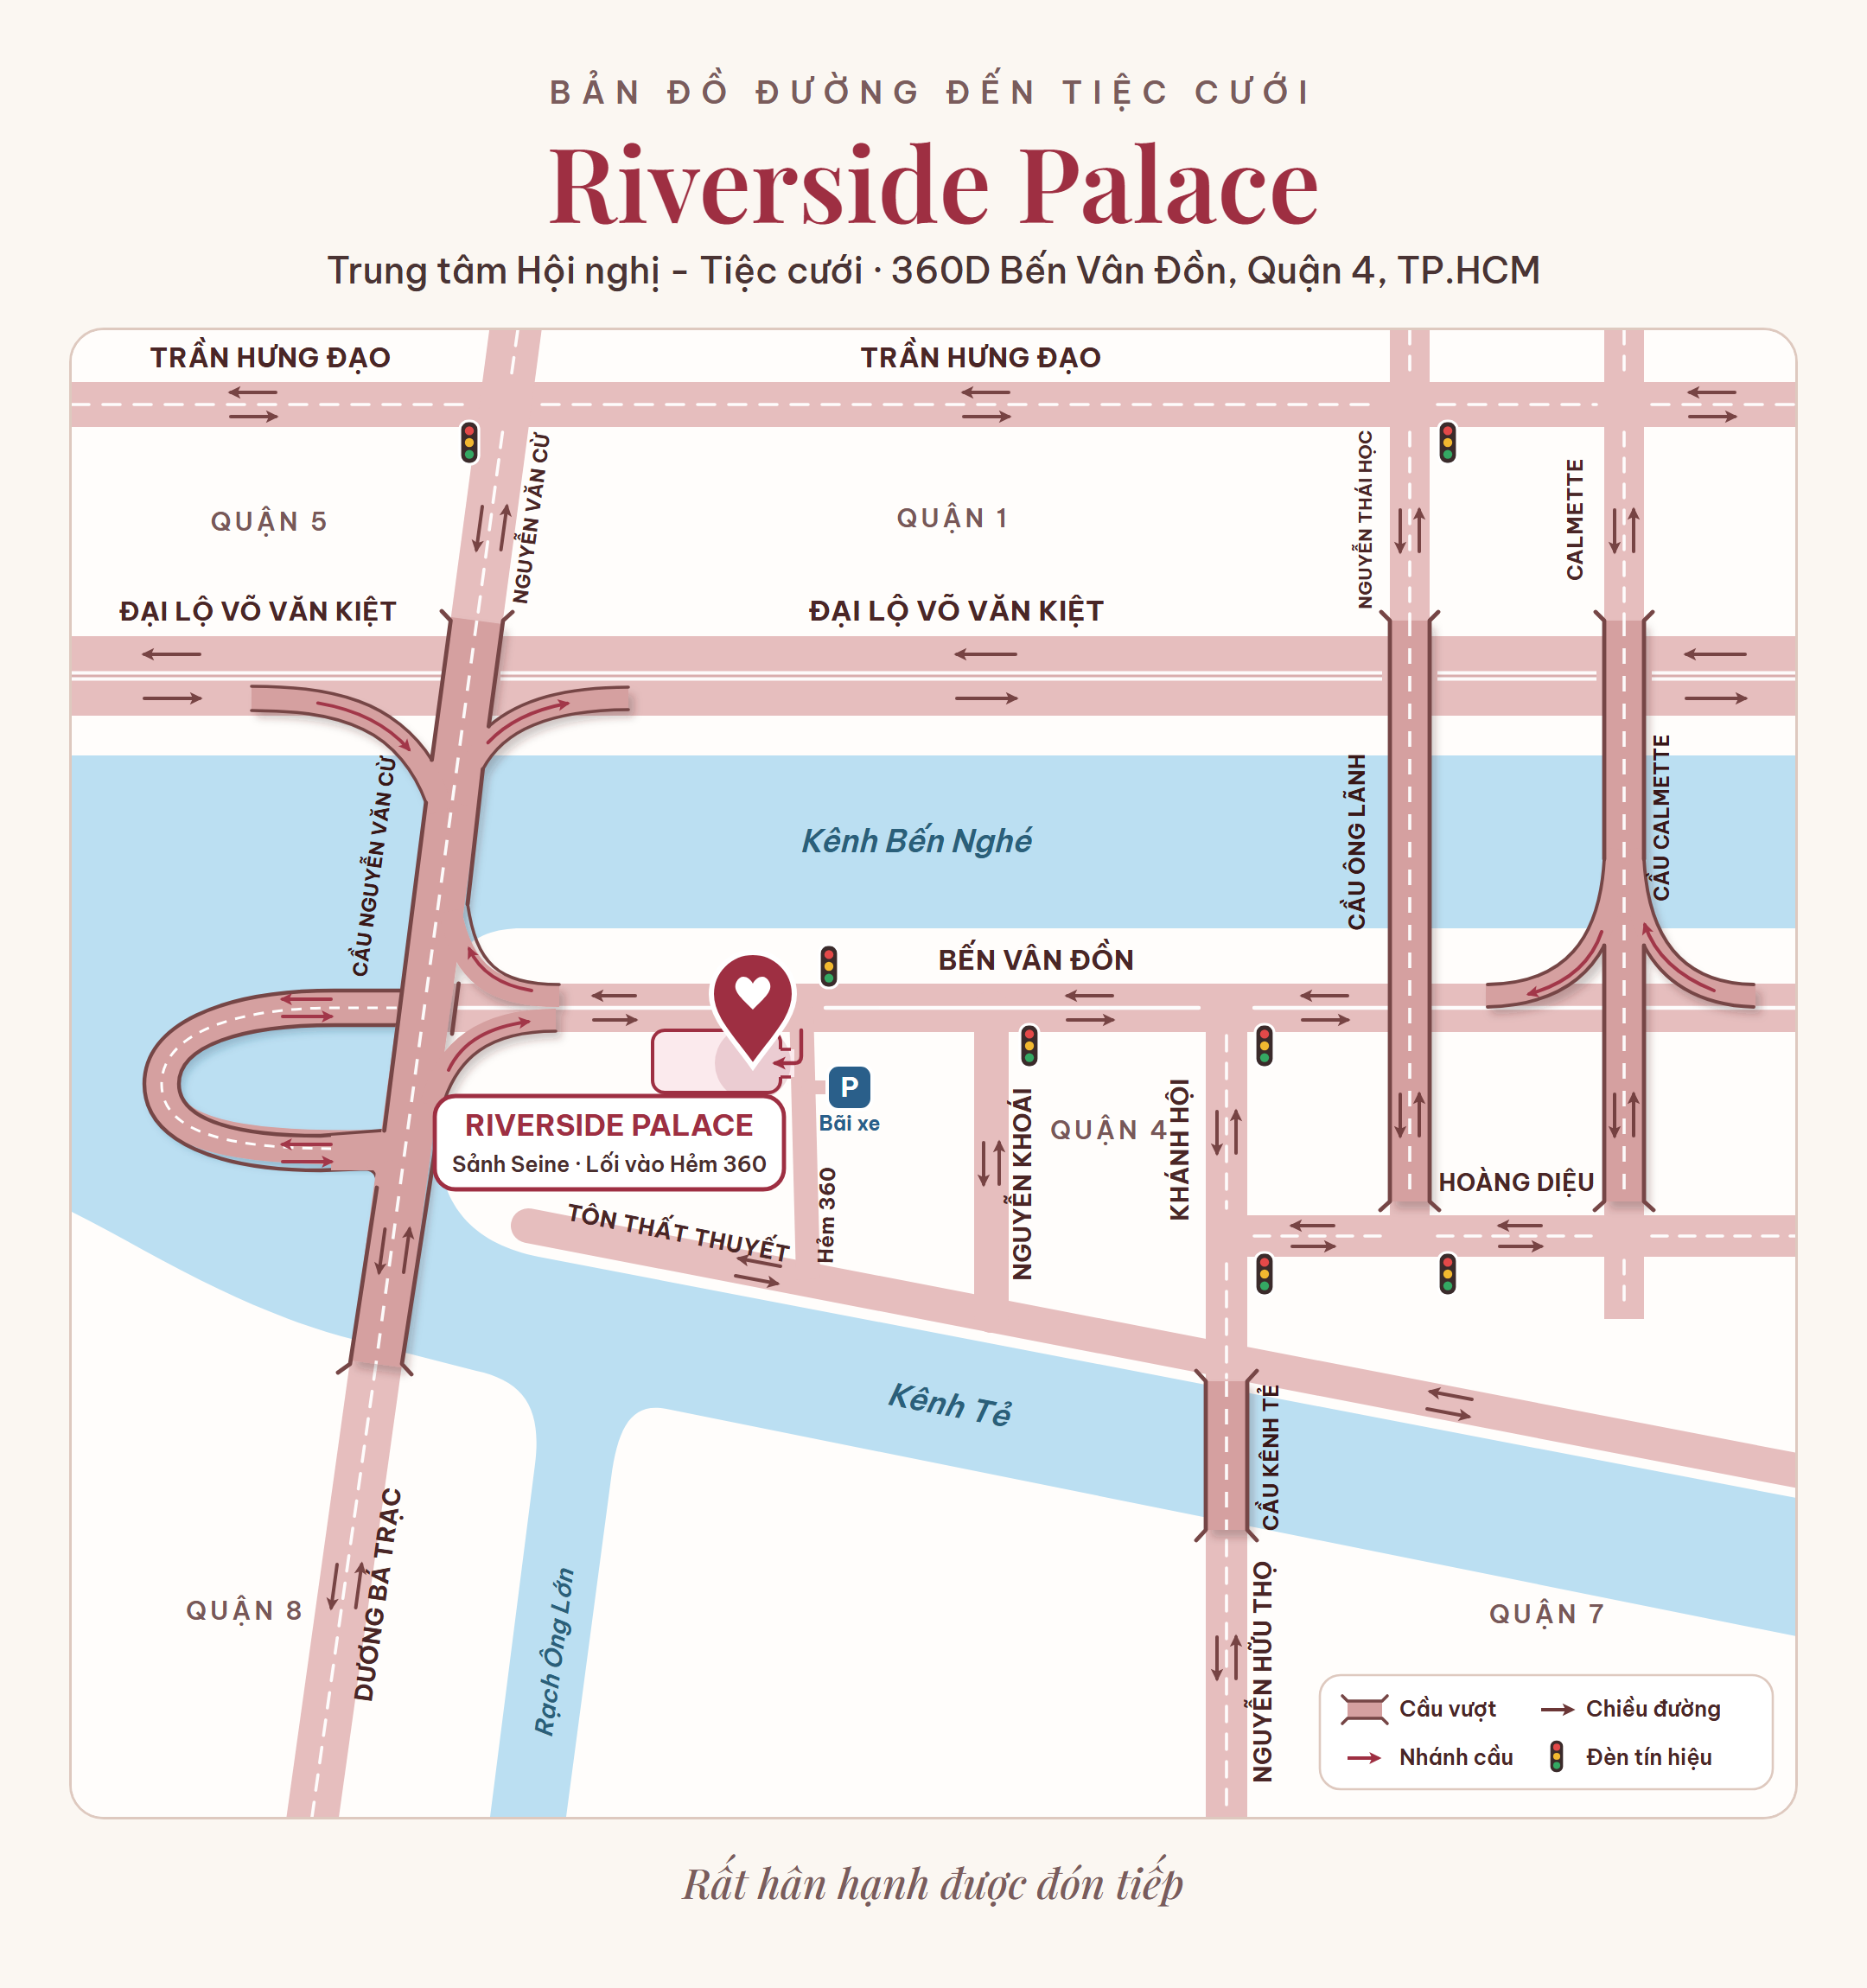 BẢN ĐỒ ĐƯỜNG ĐẾN TIỆC CƯỚI
Riverside Palace
Trung tâm Hội nghị - Tiệc cưới · 360D Bến Vân Đồn, Quận 4, TP.HCM
TRẦN HƯNG ĐẠO
TRẦN HƯNG ĐẠO
NGUYỄN VĂN CỪ
NGUYỄN THÁI HỌC
CALMETTE
QUẬN 5
QUẬN 1
ĐẠI LỘ VÕ VĂN KIỆT
ĐẠI LỘ VÕ VĂN KIỆT
CẦU NGUYỄN VĂN CỪ
Kênh Bến Nghé
CẦU ÔNG LÃNH
CẦU CALMETTE
BẾN VÂN ĐỒN
P
Bãi xe
RIVERSIDE PALACE
Sảnh Seine · Lối vào Hẻm 360
Hẻm 360
NGUYỄN KHOÁI
QUẬN 4
KHÁNH HỘI
HOÀNG DIỆU
TÔN THẤT THUYẾT
Kênh Tẻ
CẦU KÊNH TẺ
DƯƠNG BÁ TRẠC
QUẬN 8
Rạch Ông Lớn
NGUYỄN HỮU THỌ
QUẬN 7
Cầu vượt
Chiều đường
Nhánh cầu
Đèn tín hiệu
Rất hân hạnh được đón tiếp